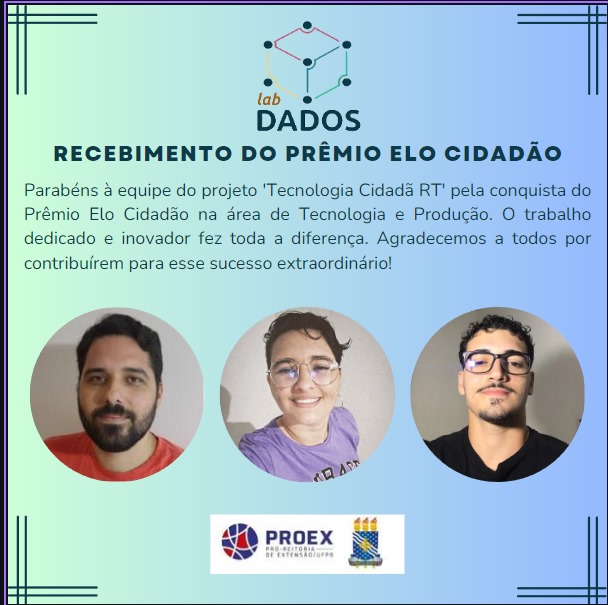 lab
DADOS
RECEBIMENTO DO PRÊMIO ELO CIDADÃO
Parabéns à equipe do projeto 'Tecnologia Cidadã RT' pela conquista do
Prêmio Elo Cidadão na área de Tecnologia e Produção. O trabalho
dedicado e inovador fez toda a diferença. Agradecemos a todos por
contribuírem para esse sucesso extraordinário!
PROEX
PRÓ-REITORIA
DE EXTENSÃO/UFPB